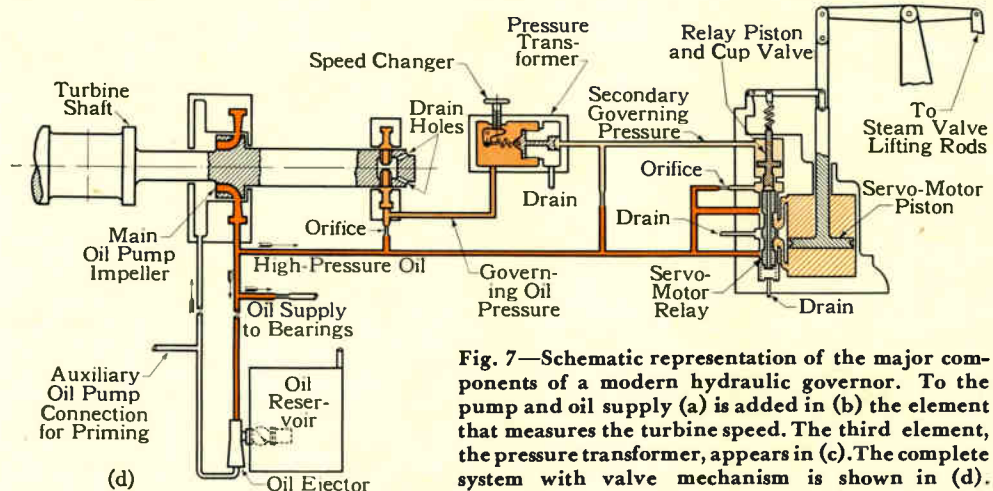 Turbine
Shaft
Speed Changer
Pressure
Trans-
former
Relay Piston
and Cup Valve
Drain
Holes
Secondary
Governing
Pressure
To
Steam Valve
Lifting Rods
Orifice
Drain
Servo-Motor
Piston
Main
Oil Pump
Impeller
Orifice
Drain
High-Pressure Oil
Govern-
ing Oil
Pressure
Servo-
Motor
Relay
Drain
Oil Supply
to Bearings
Auxiliary
Oil Pump
Connection
for Priming
Oil
Reser-
voir
(d)
Oil Ejector
Fig. 7—Schematic representation of the major com-
ponents of a modern hydraulic governor. To the
pump and oil supply (a) is added in (b) the element
that measures the turbine speed. The third element,
the pressure transformer, appears in (c). The complete
system with valve mechanism is shown in (d).